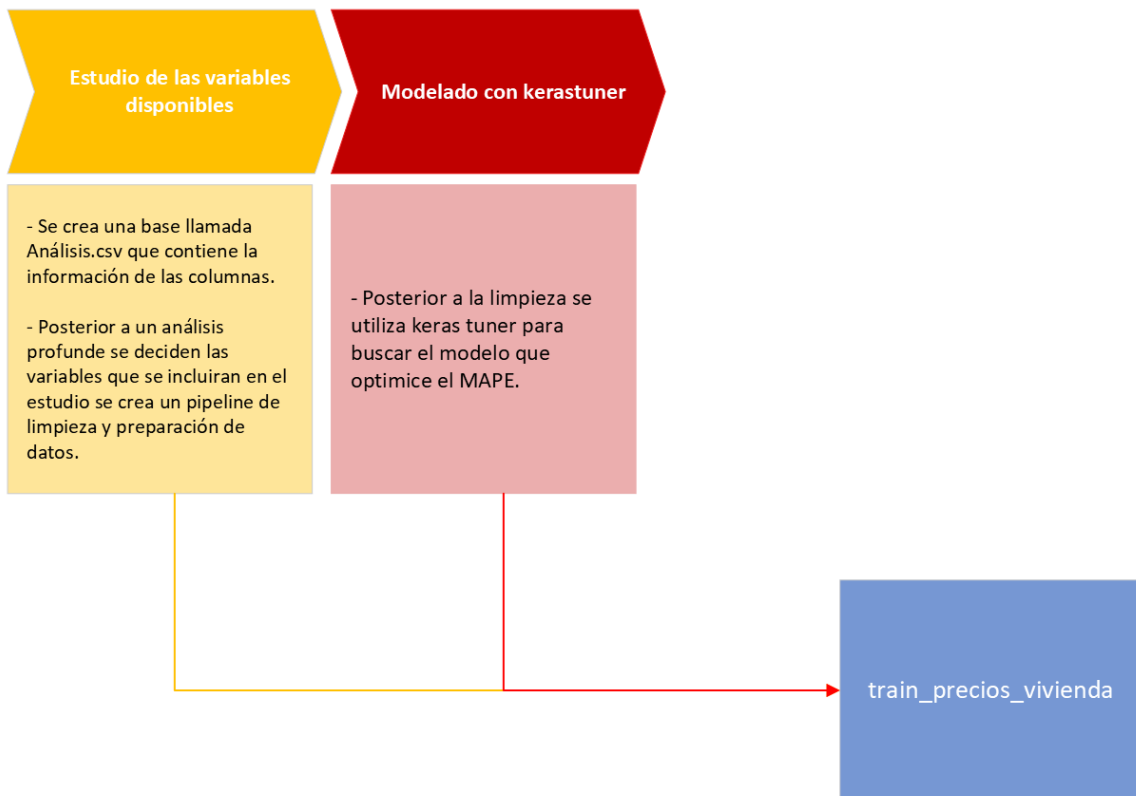 Estudio de las variables
disponibles
Modelado con kerastuner
- Se crea una base llamada
Análisis.csv que contiene la
información de las columnas.
- Posterior a un análisis
profunde se deciden las
variables que se incluiran en el
estudio se crea un pipeline de
limpieza y preparación de
datos.
- Posterior a la limpieza se
utiliza keras tuner para
buscar el modelo que
optimice el MAPE.
train_precios_vivienda